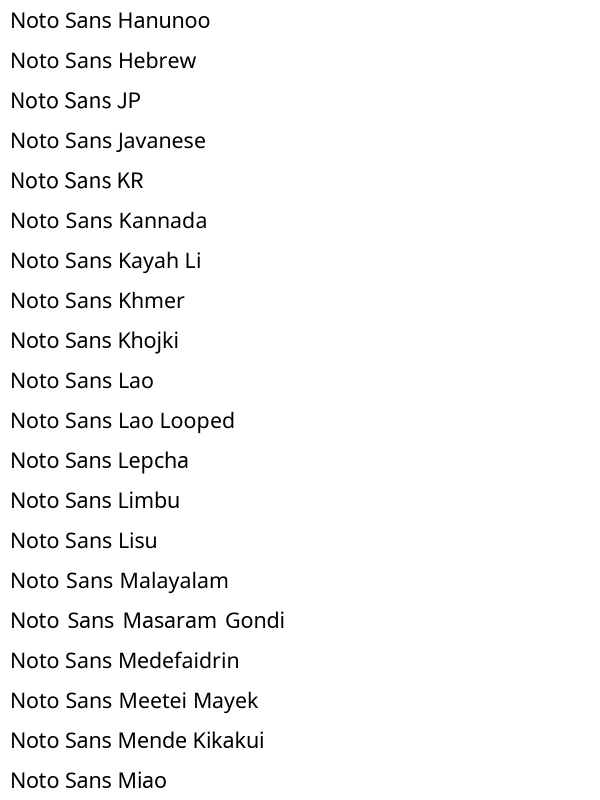 Noto Sans Hanunoo
Noto Sans Hebrew
Noto Sans JP
Noto Sans Javanese
Noto Sans KR
Noto Sans Kannada
Noto Sans Kayah Li
Noto Sans Khmer
Noto Sans Khojki
Noto Sans Lao
Noto Sans Lao Looped
Noto Sans Lepcha
Noto Sans Limbu
Noto Sans Lisu
Noto Sans Malayalam
Noto Sans Masaram Gondi
Noto Sans Medefaidrin
Noto Sans Meetei Mayek
Noto Sans Mende Kikakui
Noto Sans Miao